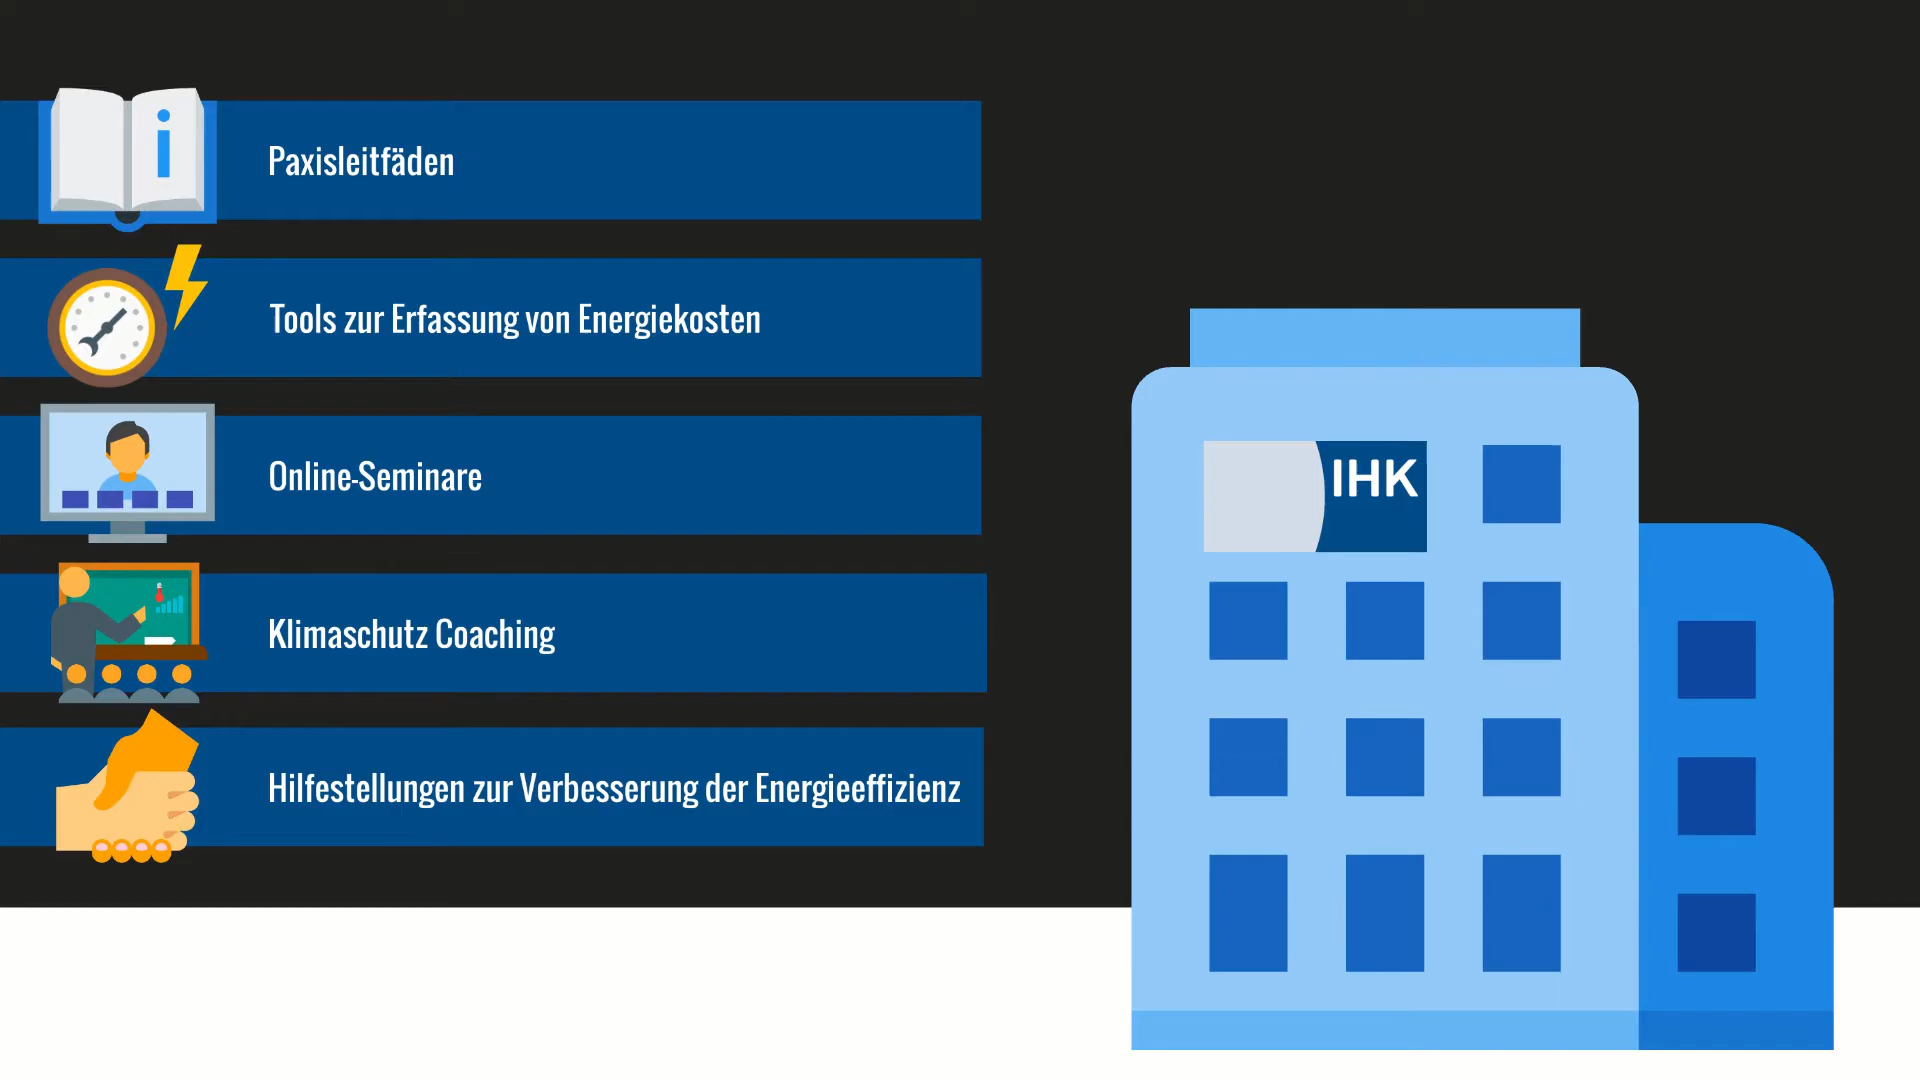 Paxisleitfäden
Tools zur Erfassung von Energiekosten
Online-Seminare
Klimaschutz Coaching
Hilfestellungen zur Verbesserung der Energieeffizienz
IHK